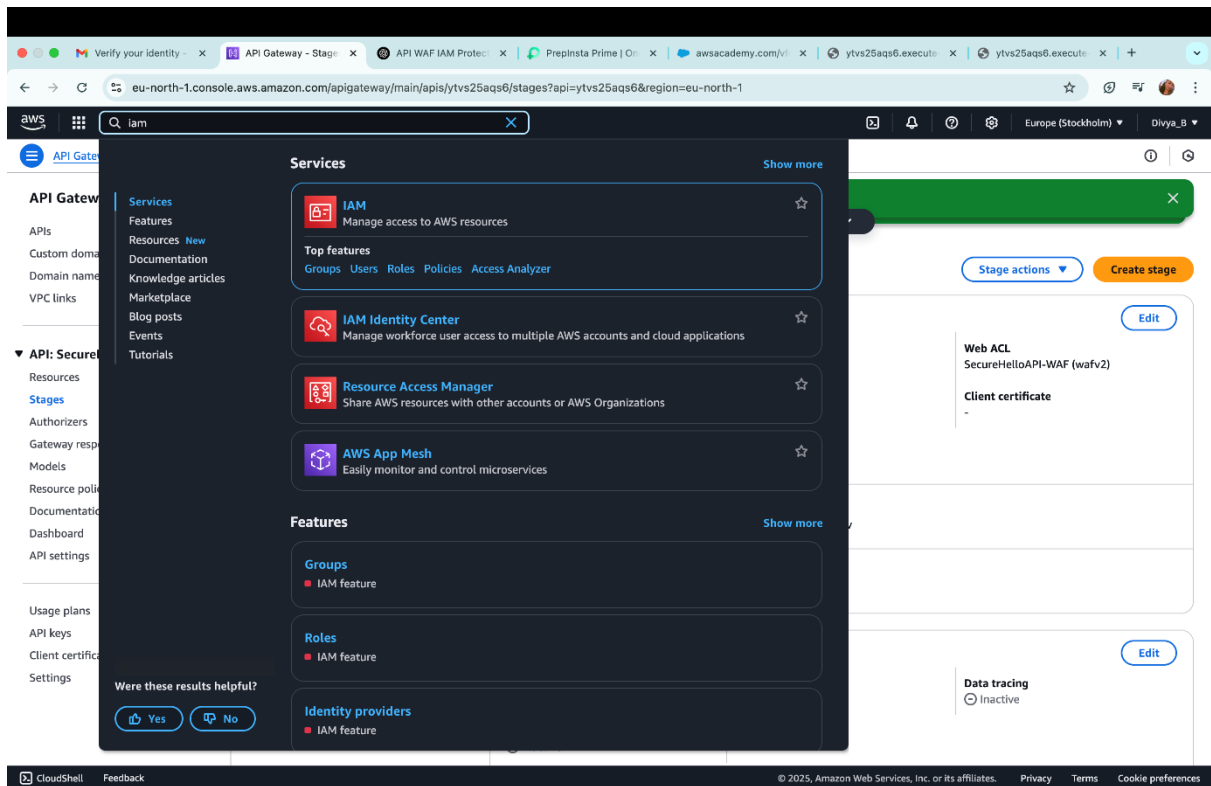 Verify your identity -
API Gateway - Stage
API WAF IAM Protect
PrepInsta Prime | On
awsacademy.com/vf
ytvs25aqs6.execute
ytvs25aqs6.execute
eu-north-1.console.aws.amazon.com/apigateway/main/apis/ytvs25aqs6/stages?api=ytvs25aqs6&region=eu-north-1
aws
iam
Europe (Stockholm)
Divya_B
API Gatew
API Gatew
APIs
Custom doma
Domain name
VPC links
API: SecureI
Resources
Stages
Authorizers
Gateway resp
Models
Resource polic
Documentatio
Dashboard
API settings
Usage plans
API keys
Client certifica
Settings
Services
Features
Resources New
Documentation
Knowledge articles
Marketplace
Blog posts
Events
Tutorials
Were these results helpful?
Yes
No
Services
Show more
IAM
Manage access to AWS resources
Top features
Groups Users Roles Policies Access Analyzer
IAM Identity Center
Manage workforce user access to multiple AWS accounts and cloud applications
Resource Access Manager
Share AWS resources with other accounts or AWS Organizations
AWS App Mesh
Easily monitor and control microservices
Features
Show more
Groups
IAM feature
Roles
IAM feature
Identity providers
IAM feature
Stage actions
Create stage
Edit
Web ACL
SecureHelloAPI-WAF (wafv2)
Client certificate
-
Edit
Data tracing
Inactive
CloudShell
Feedback
© 2025, Amazon Web Services, Inc. or its affiliates.
Privacy
Terms
Cookie preferences